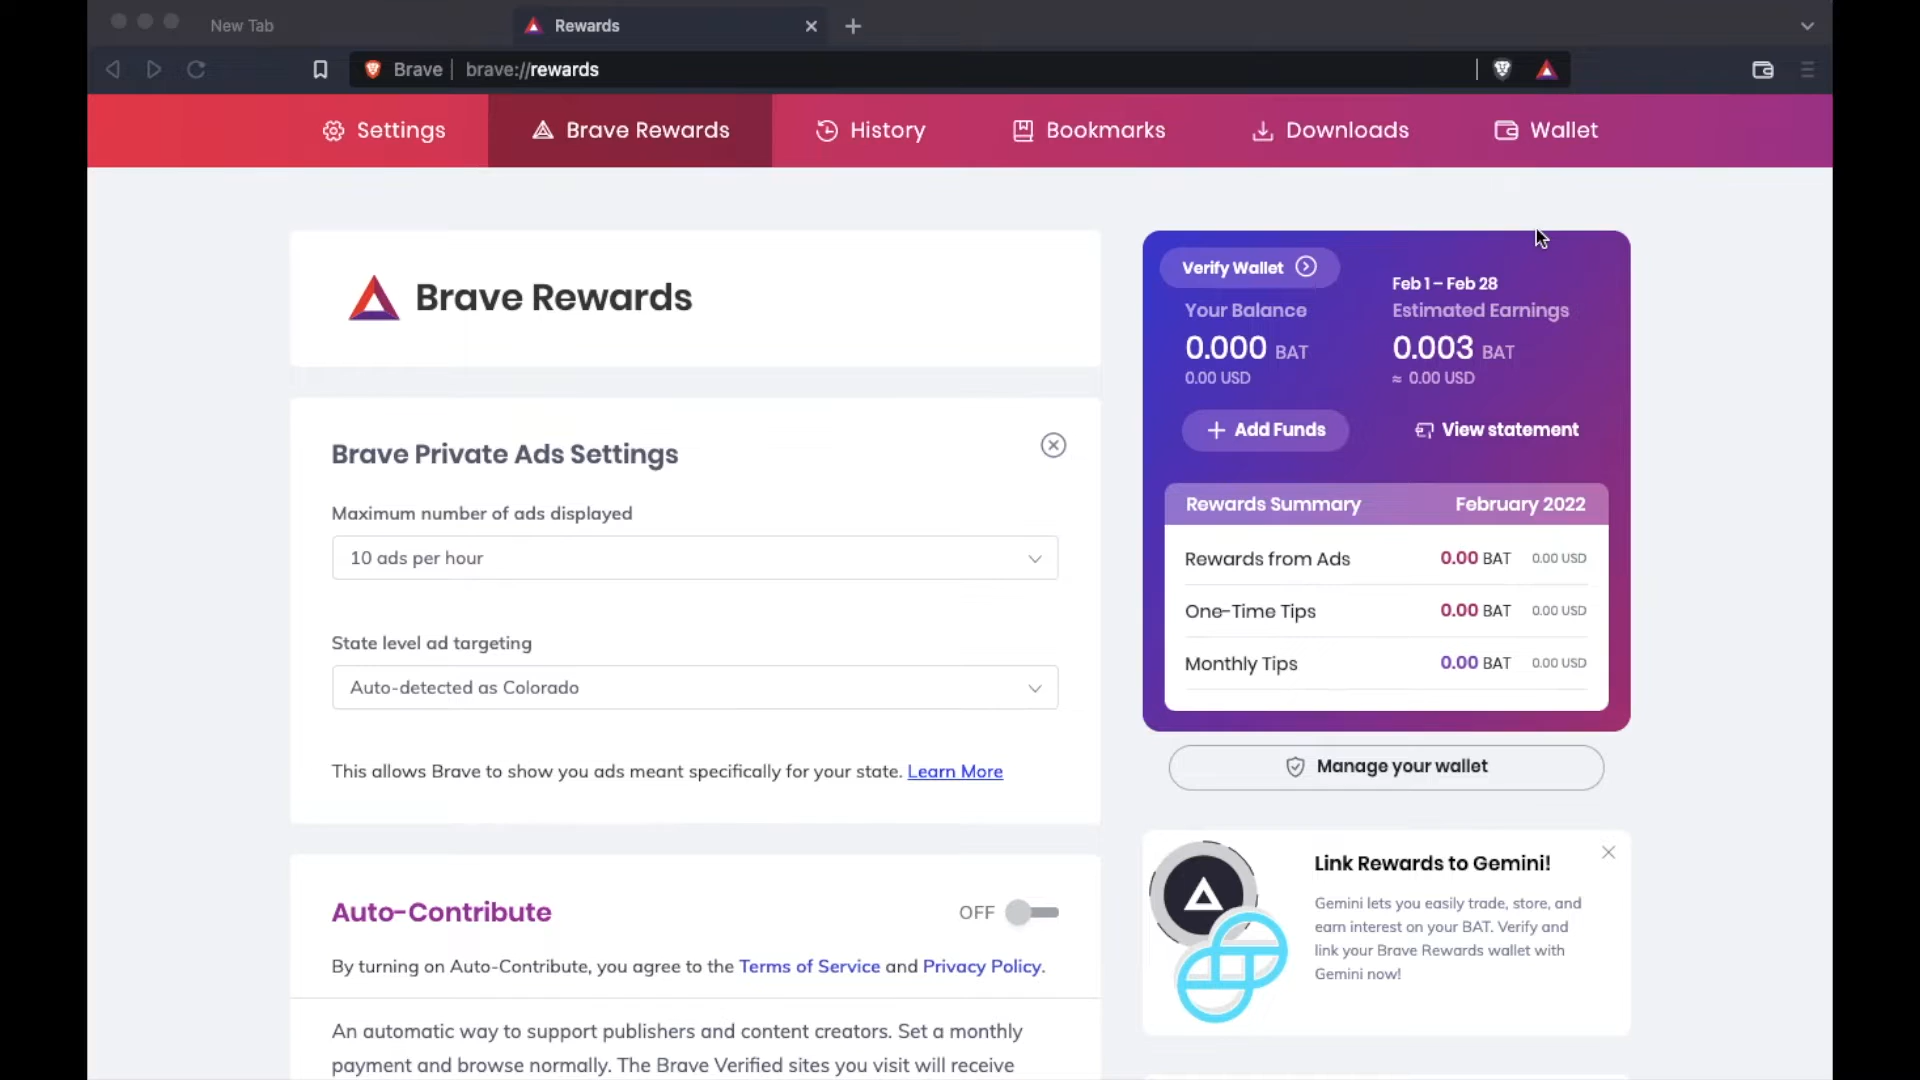 New Tab
Rewards
Brave
brave://rewards
Settings
Brave Rewards
History
Bookmarks
Downloads
Wallet
Brave Rewards
Brave Private Ads Settings
Maximum number of ads displayed
10 ads per hour
State level ad targeting
Auto-detected as Colorado
This allows Brave to show you ads meant specifically for your state. Learn More
Auto-Contribute
OFF
By turning on Auto-Contribute, you agree to the Terms of Service and Privacy Policy.
An automatic way to support publishers and content creators. Set a monthly
payment and browse normally. The Brave Verified sites you visit will receive
Verify Wallet
Your Balance
0.000 BAT
0.00 USD
Feb 1 – Feb 28
Estimated Earnings
0.003 BAT
≈ 0.00 USD
Add Funds
View statement
Rewards Summary February 2022
Rewards from Ads 0.00 BAT 0.00 USD
One-Time Tips 0.00 BAT 0.00 USD
Monthly Tips 0.00 BAT 0.00 USD
Manage your wallet
Link Rewards to Gemini!
Gemini lets you easily trade, store, and
earn interest on your BAT. Verify and
link your Brave Rewards wallet with
Gemini now!